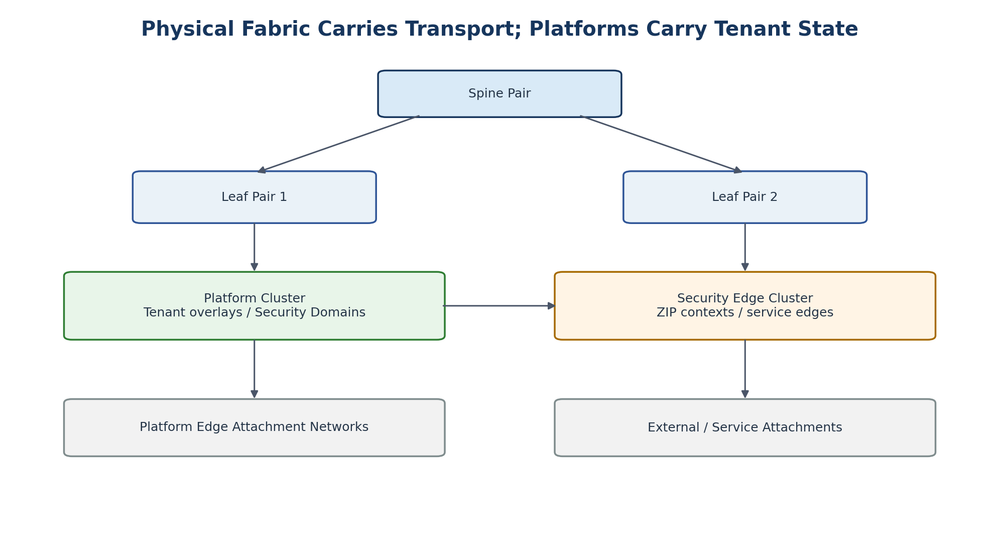 Physical Fabric Carries Transport; Platforms Carry Tenant State
Spine Pair
Leaf Pair 1
Leaf Pair 2
Platform Cluster
Tenant overlays / Security Domains
Security Edge Cluster
ZIP contexts / service edges
Platform Edge Attachment Networks
External / Service Attachments